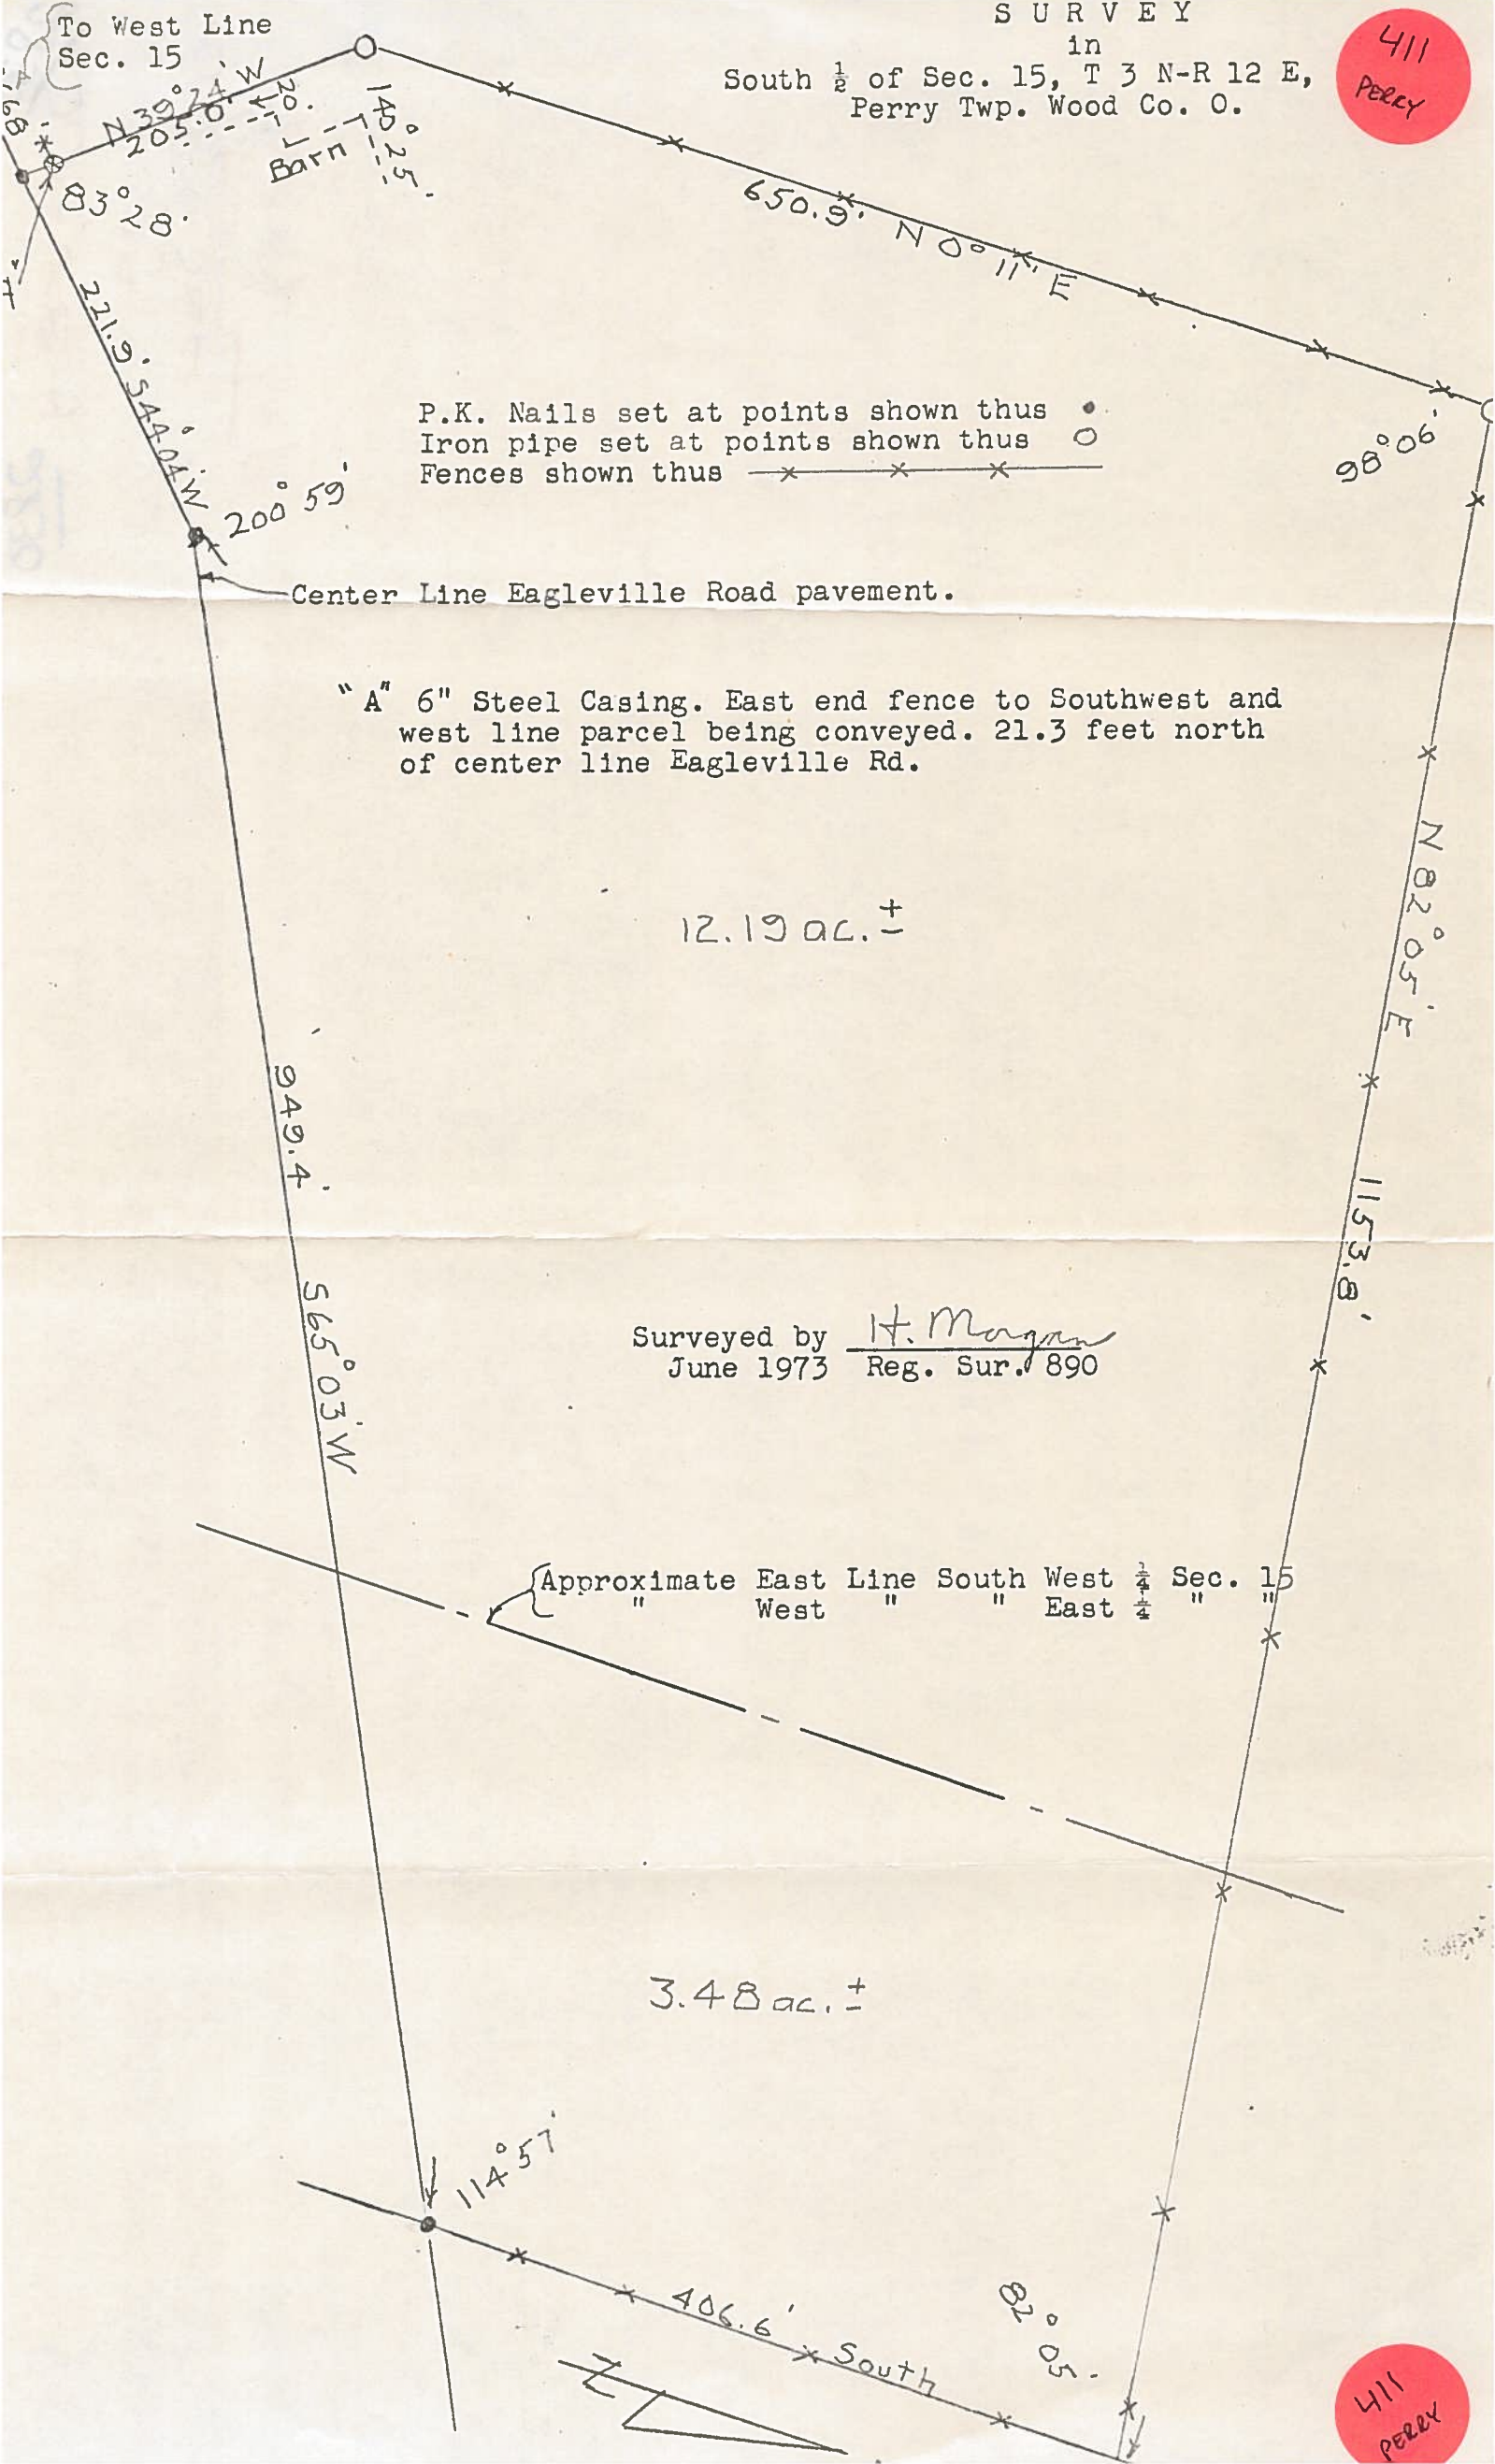 SURVEY
in
South ½ of Sec. 15, T 3 N-R 12 E,
Perry Twp. Wood Co. O.
411
PERRY
To West Line
Sec. 15
N 39° 24' W
205.0'
20'
Barn
140° 25'
83° 28'
650.9' N 0° 11' E
221.9' S 44° 04' W
98° 06'
P.K. Nails set at points shown thus
Iron pipe set at points shown thus
Fences shown thus
200° 59'
Center Line Eagleville Road pavement.
"A" 6" Steel Casing. East end fence to Southwest and
west line parcel being conveyed. 21.3 feet north
of center line Eagleville Rd.
N 82° 05' E
12.19 ac. ±
949.4'
1153.8'
S 65° 03' W
Surveyed by H. Morgan
June 1973 Reg. Sur. 890
Approximate East Line South West ¼ Sec. 15
" West " " East ¼ " "
3.48 ac. ±
114° 57'
406.6' South
82° 05'
411
PERRY